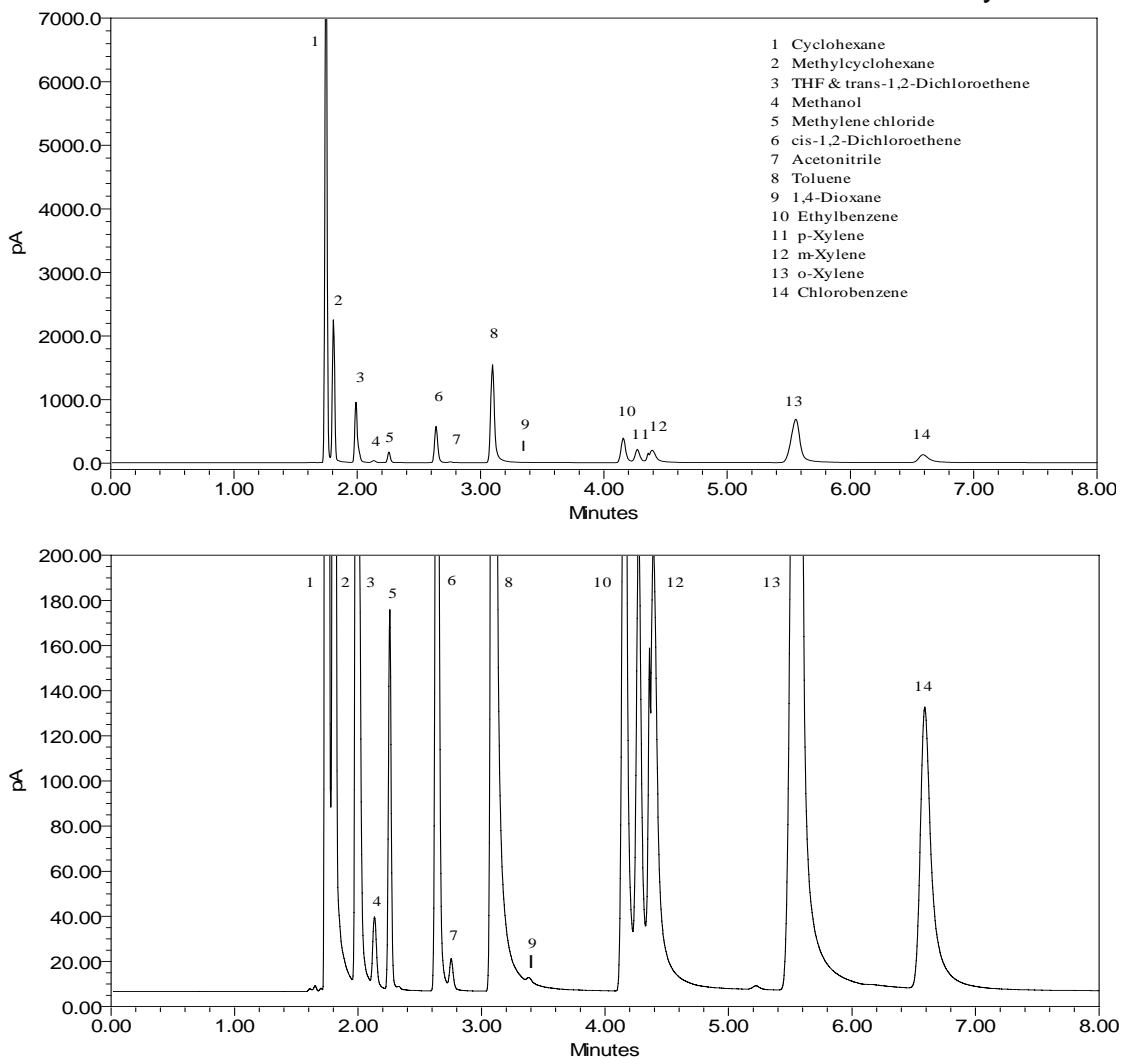 y
7000.0
6000.0
5000.0
4000.0
3000.0
2000.0
1000.0
0.0
pA
1
2
3
4
5
6
7
8
9
10
11
12
13
14
1 Cyclohexane
2 Methylcyclohexane
3 THF & trans-1,2-Dichloroethene
4 Methanol
5 Methylene chloride
6 cis-1,2-Dichloroethene
7 Acetonitrile
8 Toluene
9 1,4-Dioxane
10 Ethylbenzene
11 p-Xylene
12 m-Xylene
13 o-Xylene
14 Chlorobenzene
0.00 1.00 2.00 3.00 4.00 5.00 6.00 7.00 8.00
Minutes
200.00
180.00
160.00
140.00
120.00
100.00
80.00
60.00
40.00
20.00
0.00
pA
1
2
3
4
5
6
7
8
9
10
12
13
14
0.00 1.00 2.00 3.00 4.00 5.00 6.00 7.00 8.00
Minutes